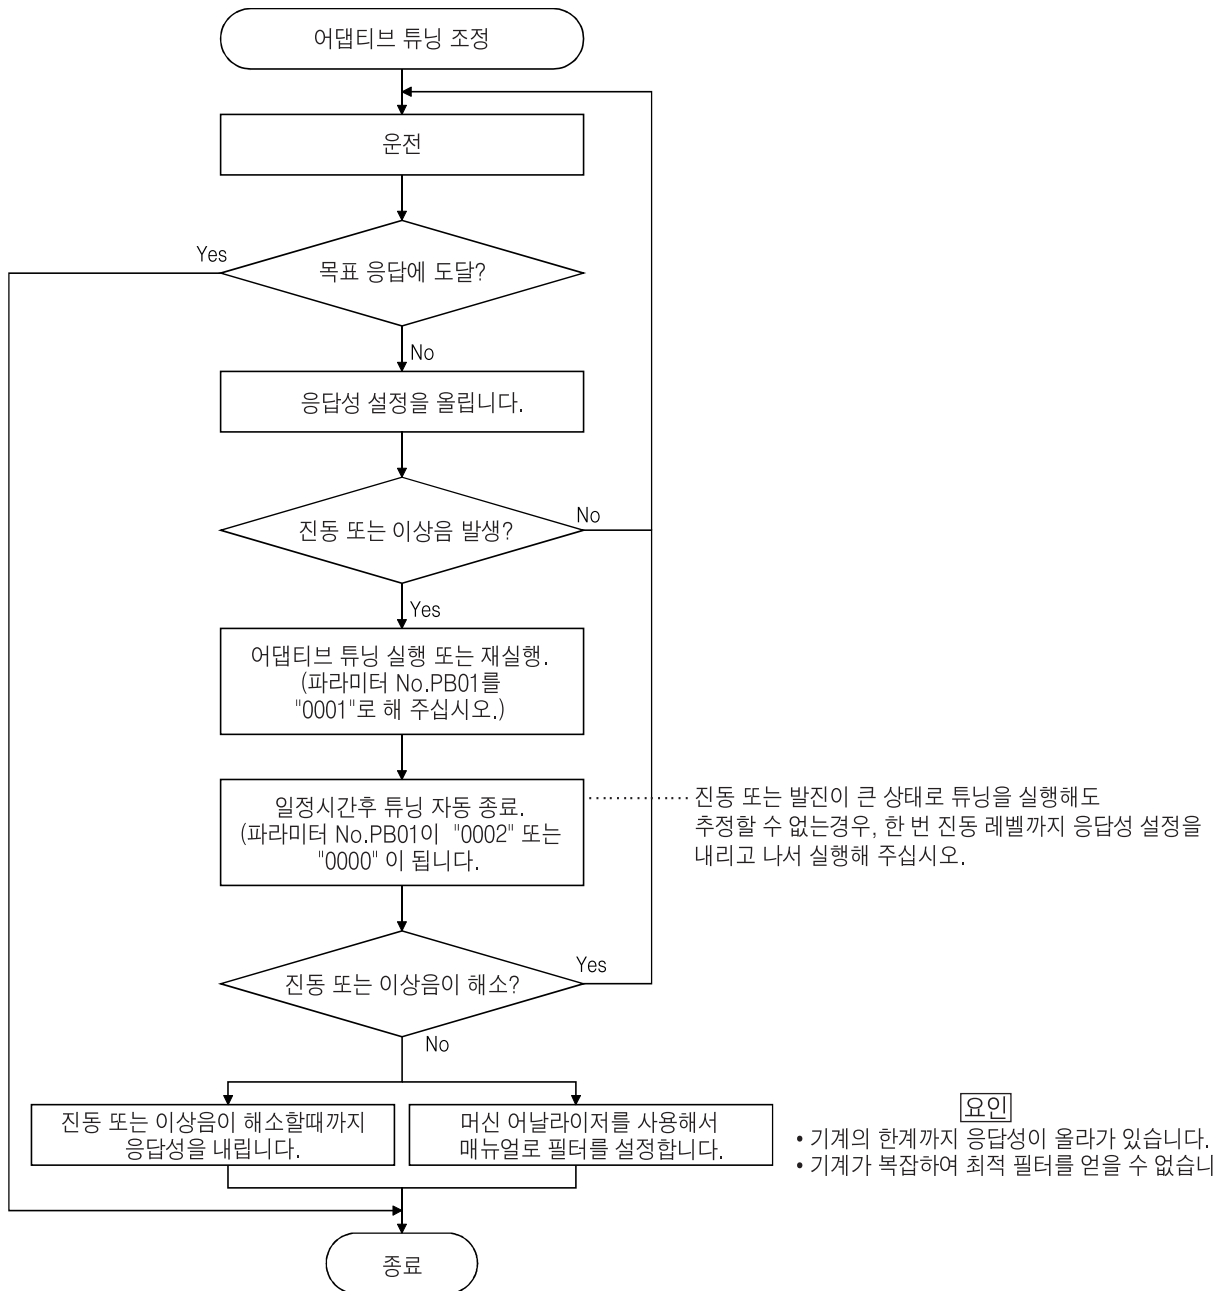 어댑티브 튜닝 조정
운전
Yes
목표 응답에 도달?
No
응답성 설정을 올립니다.
진동 또는 이상음 발생?
No
Yes
어댑티브 튜닝 실행 또는 재실행.
(파라미터 No.PB01를
"0001"로 해 주십시오.)
일정시간후 튜닝 자동 종료.
(파라미터 No.PB01이 "0002" 또는
"0000" 이 됩니다.
진동 또는 발진이 큰 상태로 튜닝을 실행해도
추정할 수 없는경우, 한 번 진동 레벨까지 응답성 설정을
내리고 나서 실행해 주십시오.
진동 또는 이상음이 해소?
Yes
No
진동 또는 이상음이 해소할때까지
응답성을 내립니다.
머신 어날라이저를 사용해서
매뉴얼로 필터를 설정합니다.
요인
• 기계의 한계까지 응답성이 올라가 있습니다.
• 기계가 복잡하여 최적 필터를 얻을 수 없습니
종료